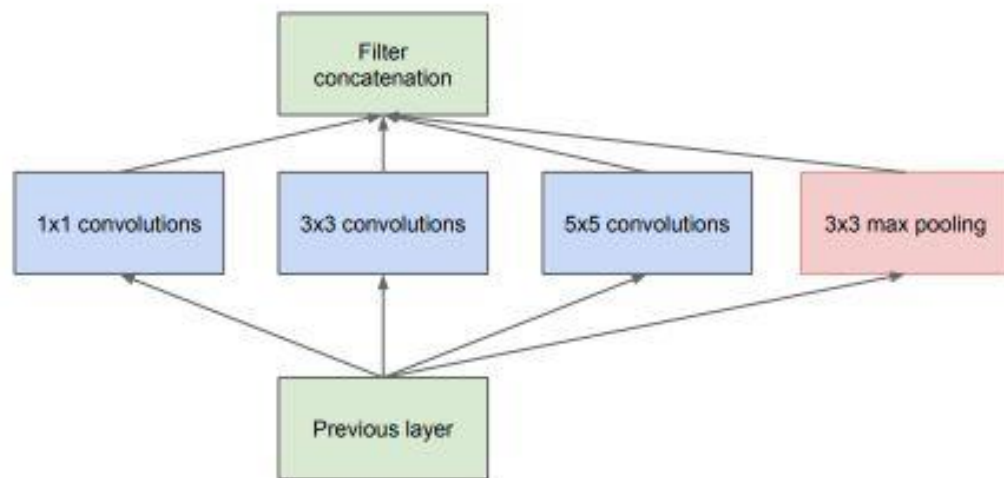 Filter
concatenation
1x1 convolutions
3x3 convolutions
5x5 convolutions
3x3 max pooling
Previous layer